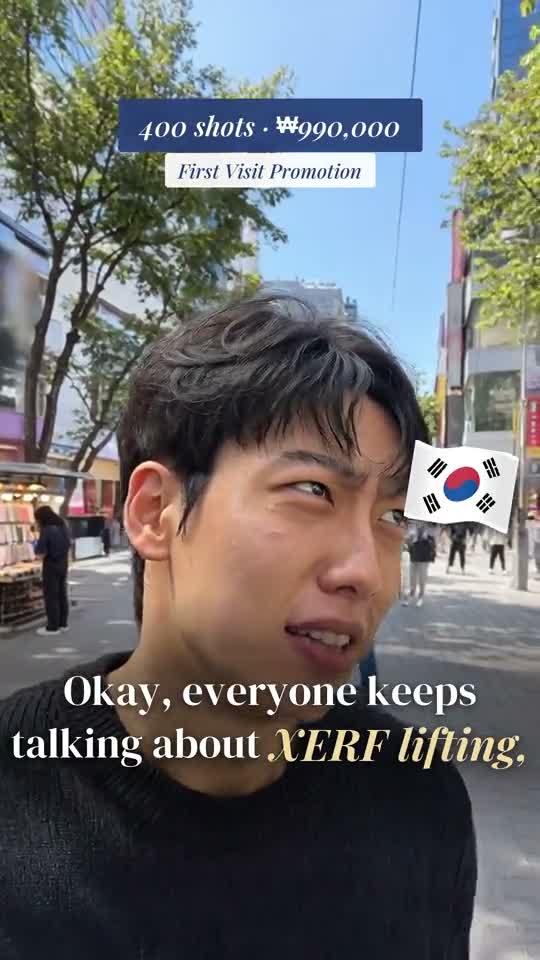 400 shots · ₩990,000
First Visit Promotion
Okay, everyone keeps
talking about XERF lifting,